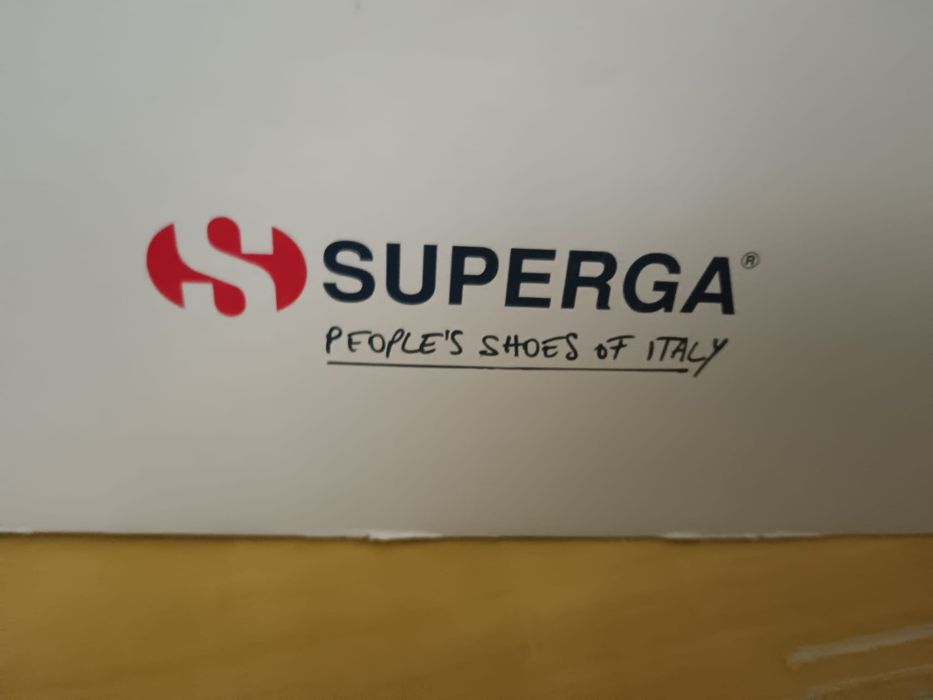 SUPERGA®
PEOPLE'S SHOES OF ITALY